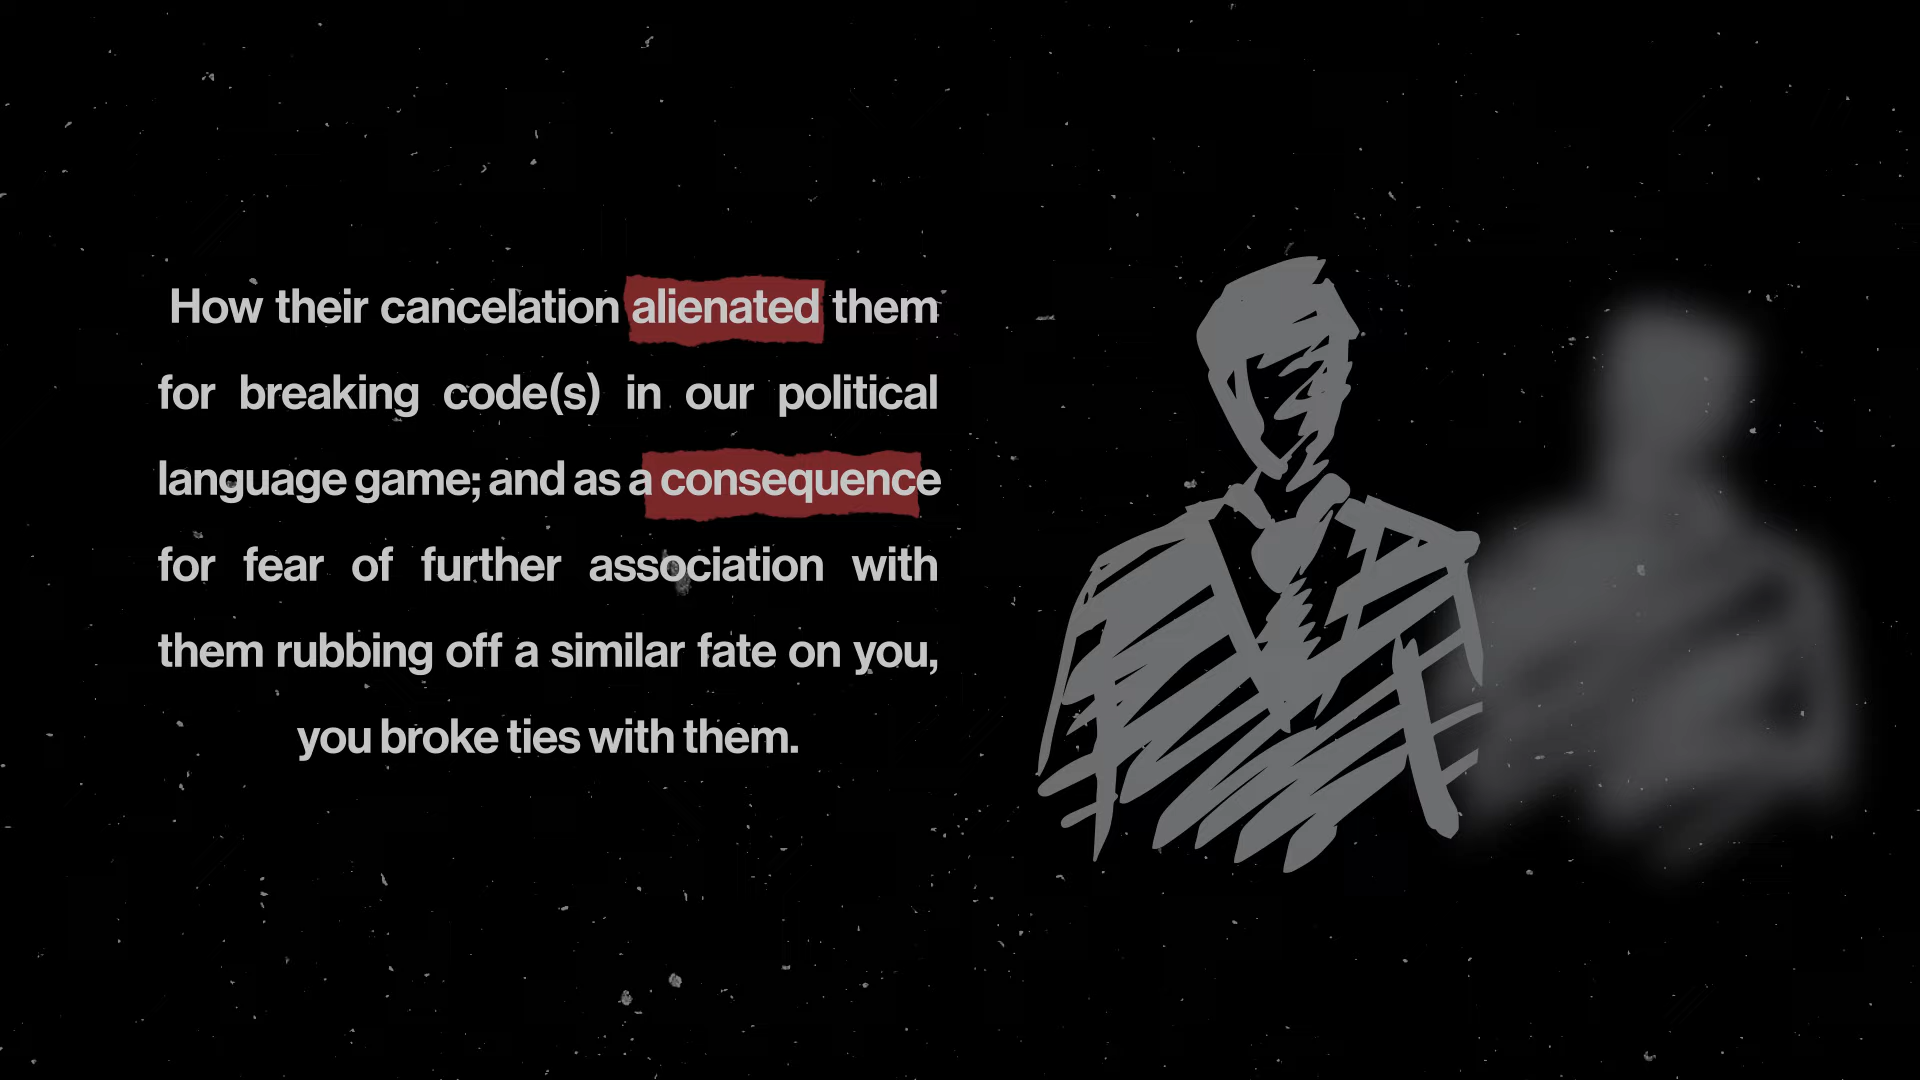 How their cancelation alienated them
for breaking code(s) in our political
language game; and as a consequence
for fear of further association with
them rubbing off a similar fate on you,
you broke ties with them.